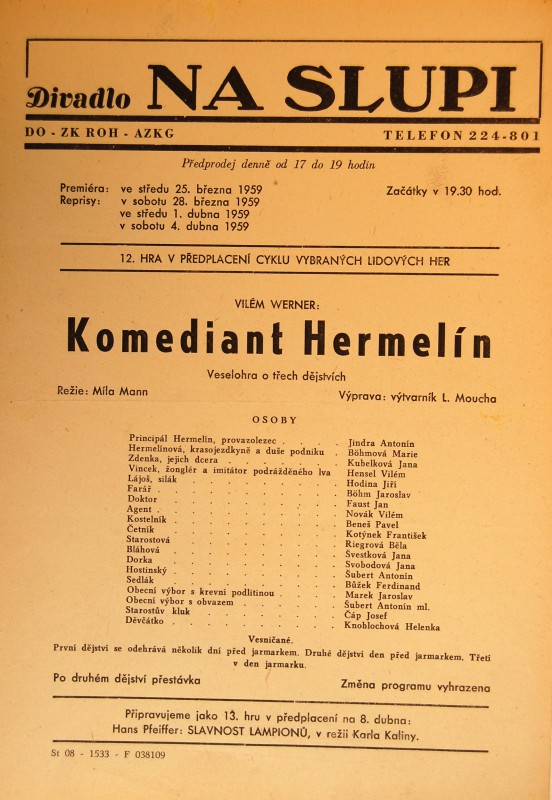 Divadlo NA SLUPI
DO - ZK ROH - AZKG TELEFON 224-801
Předprodej denně od 17 do 19 hodin
Premiéra: ve středu 25. března 1959 Začátky v 19.30 hod.
Reprisy: v sobotu 28. března 1959
ve středu 1. dubna 1959
v sobotu 4. dubna 1959
12. HRA V PŘEDPLACENÍ CYKLU VYBRANÝCH LIDOVÝCH HER
VILÉM WERNER:
Komediant Hermelín
Veselohra o třech dějstvích
Režie: Míla Mann Výprava: výtvarník L. Moucha
OSOBY
Principál Hermelin, provazolezec . . . . Jindra Antonín
Hermelínová, krasojezdkyně a duše podniku . Böhmová Marie
Zdenka, jejich dcera . . . . . . . . Kubelková Jana
Vincek, žonglér a imitátor podrážděného lva Hensel Vilém
Lájoš, silák . . . . . . . . . . Hodina Jiří
Farář . . . . . . . . . . . . Böhm Jaroslav
Doktor . . . . . . . . . . . Faust Jan
Agent . . . . . . . . . . . . Novák Vilém
Kostelník . . . . . . . . . . . Beneš Pavel
Četník . . . . . . . . . . . . Kotýnek František
Starostová . . . . . . . . . . . Riegrová Běla
Bláhová . . . . . . . . . . . Švestková Jana
Dorka . . . . . . . . . . . . Svobodová Jana
Hostinský . . . . . . . . . . . Šubert Antonín
Sedlák . . . . . . . . . . . . Bůžek Ferdinand
Obecní výbor s krevní podlitinou . . . . . Marek Jaroslav
Obecní výbor s obvazem . . . . . . . Šubert Antonín ml.
Starostův kluk . . . . . . . . . . Čáp Josef
Děvčátko . . . . . . . . . . . Knoblochová Helenka
Vesničané.
První dějství se odehrává několik dní před jarmarkem. Druhé dějství den před jarmarkem. Třetí
v den jarmarku.
Po druhém dějství přestávka Změna programu vyhrazena
Připravujeme jako 13. hru v předplacení na 8. dubna:
Hans Pfeiffer: SLAVNOST LAMPIONŮ, v režii Karla Kaliny.
St 08 - 1533 - F 038109